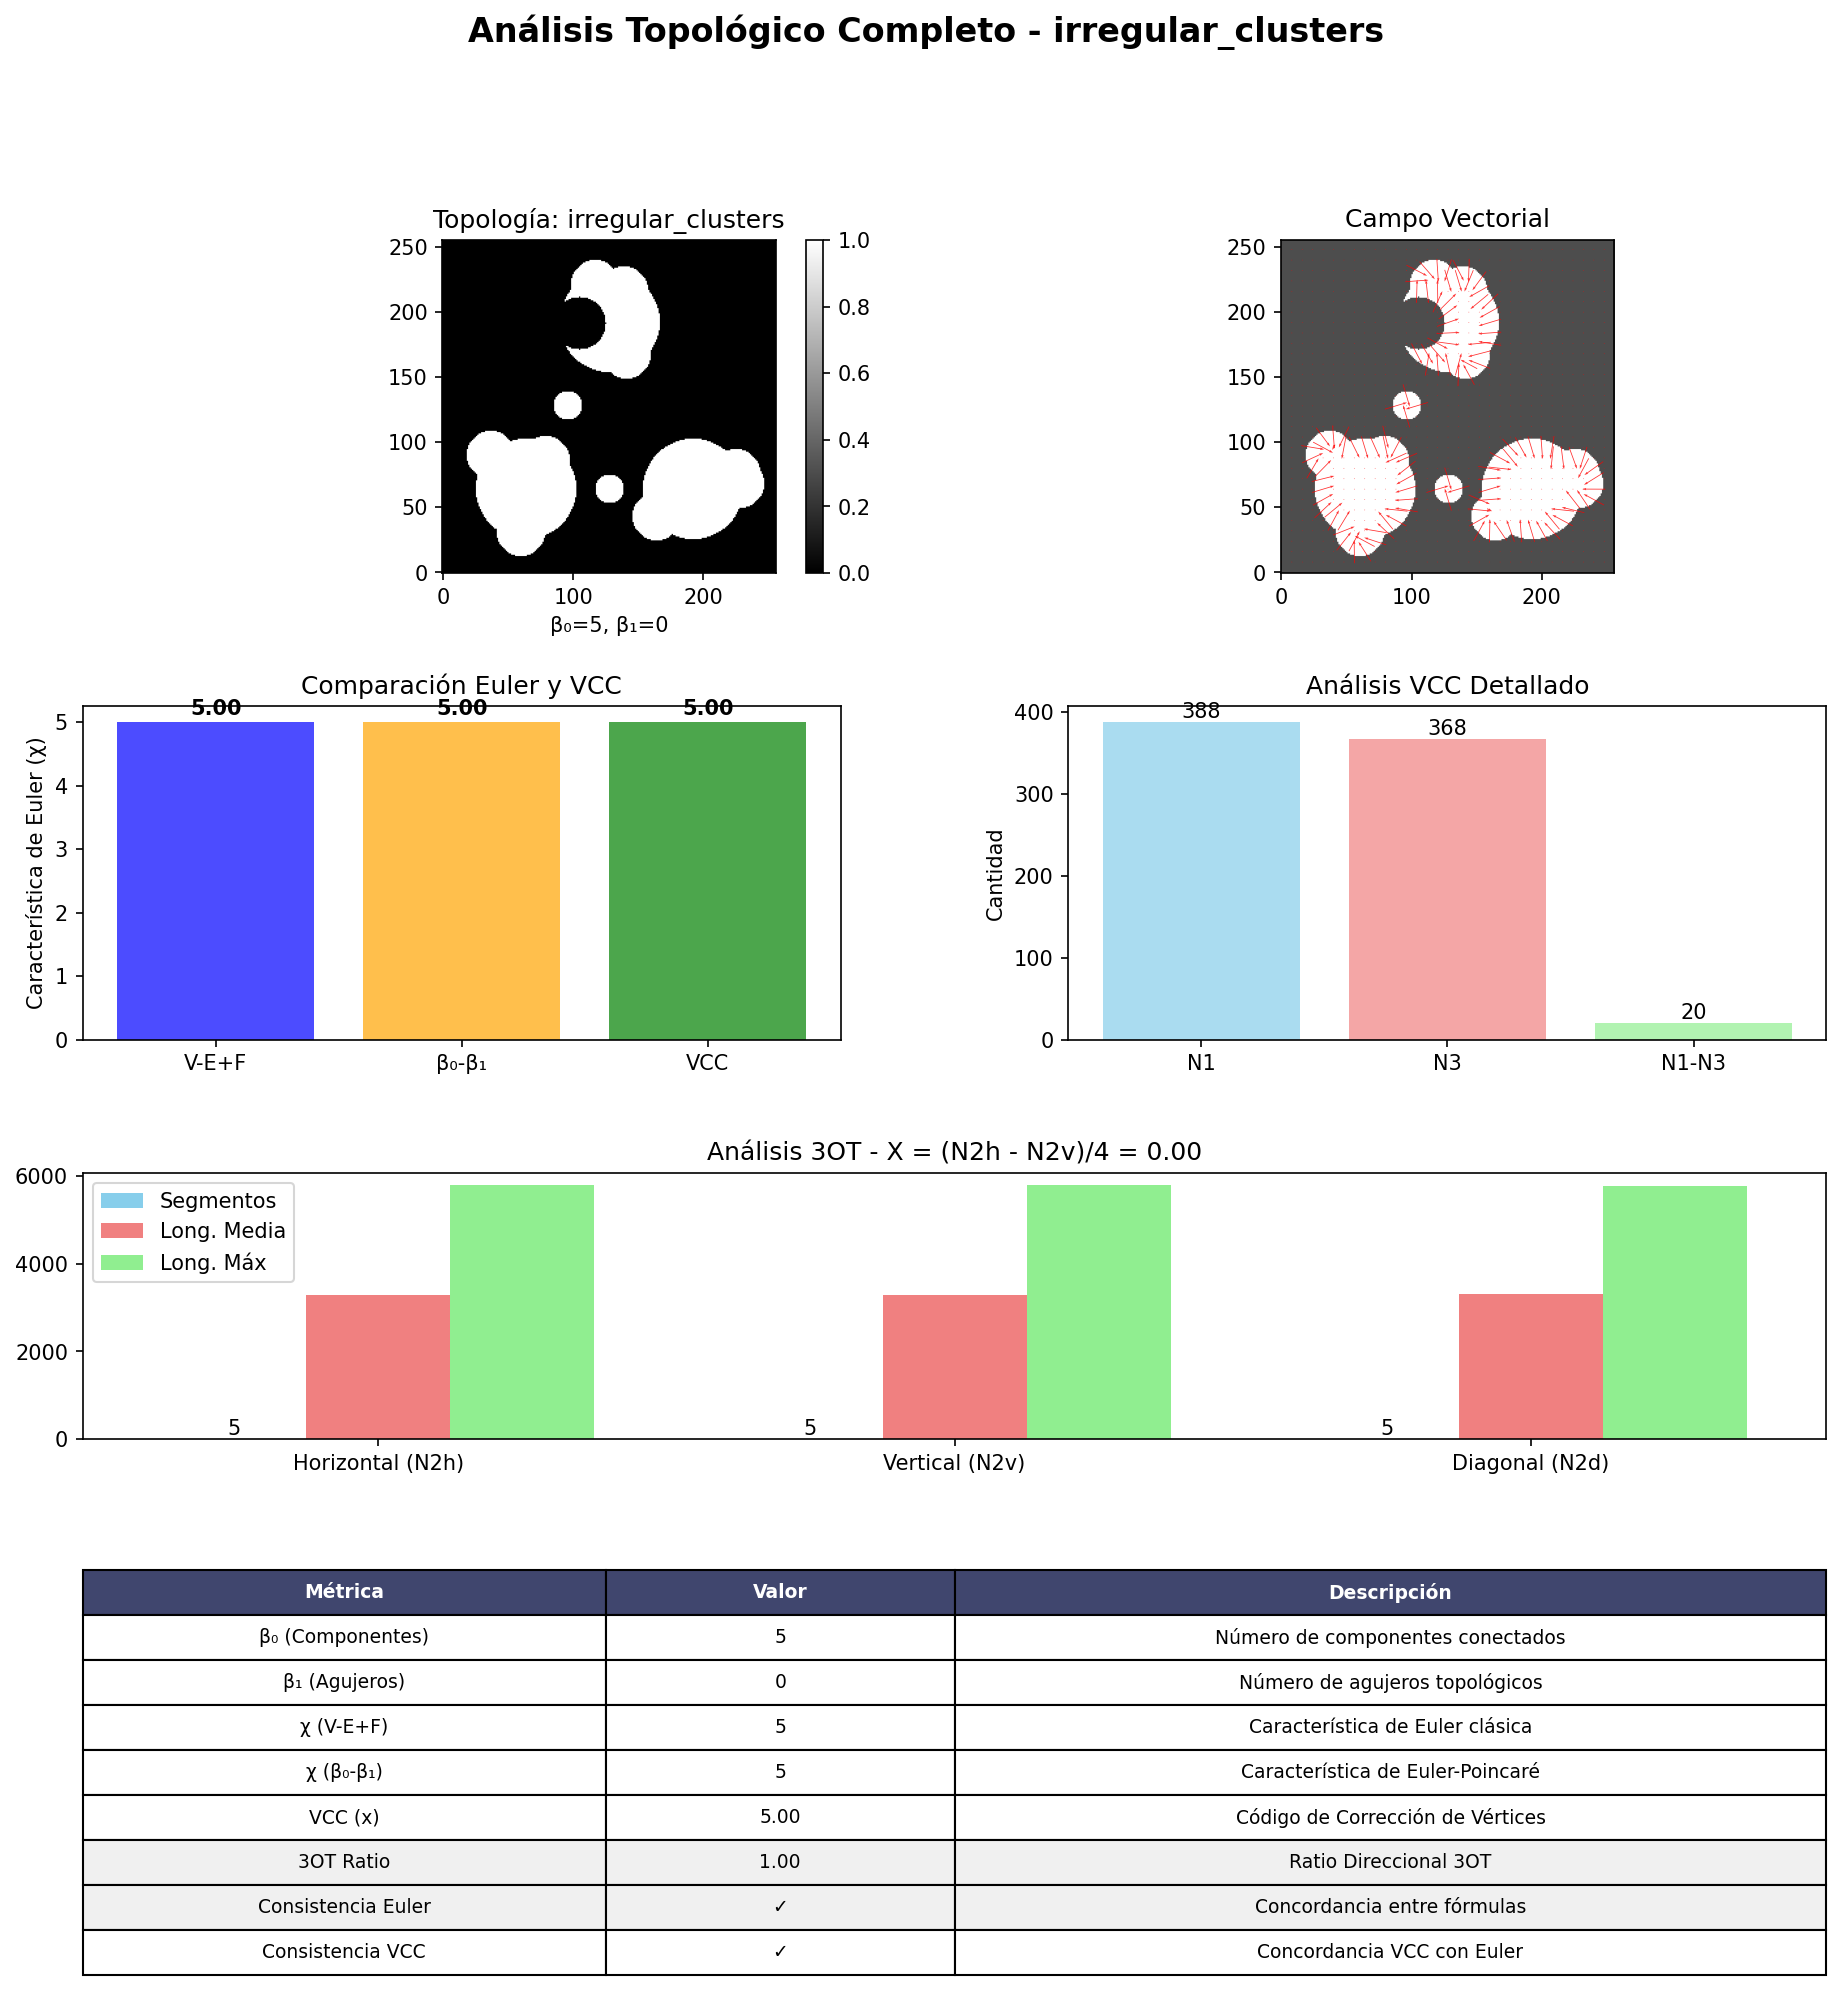 Análisis Topológico Completo - irregular_clusters
Topología: irregular_clusters
250
200
150
100
50
0
0 100 200
β₀=5, β₁=0
1.0
0.8
0.6
0.4
0.2
0.0
Campo Vectorial
250
200
150
100
50
0
0 100 200
Comparación Euler y VCC
Característica de Euler (χ)
5
4
3
2
1
0
5.00 5.00 5.00
V-E+F β₀-β₁ VCC
Análisis VCC Detallado
Cantidad
400
300
200
100
0
388
368
20
N1 N3 N1-N3
Análisis 3OT - X = (N2h - N2v)/4 = 0.00
6000
4000
2000
0
Segmentos
Long. Media
Long. Máx
5 5 5
Horizontal (N2h) Vertical (N2v) Diagonal (N2d)
Métrica Valor Descripción
β₀ (Componentes) 5 Número de componentes conectados
β₁ (Agujeros) 0 Número de agujeros topológicos
χ (V-E+F) 5 Característica de Euler clásica
χ (β₀-β₁) 5 Característica de Euler-Poincaré
VCC (x) 5.00 Código de Corrección de Vértices
3OT Ratio 1.00 Ratio Direccional 3OT
Consistencia Euler ✓ Concordancia entre fórmulas
Consistencia VCC ✓ Concordancia VCC con Euler